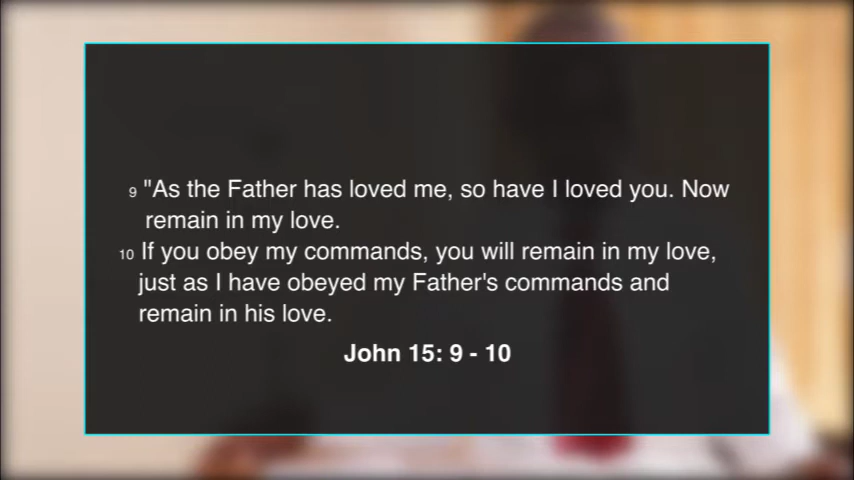 9 "As the Father has loved me, so have I loved you. Now
remain in my love.
10 If you obey my commands, you will remain in my love,
just as I have obeyed my Father's commands and
remain in his love.
John 15: 9 - 10